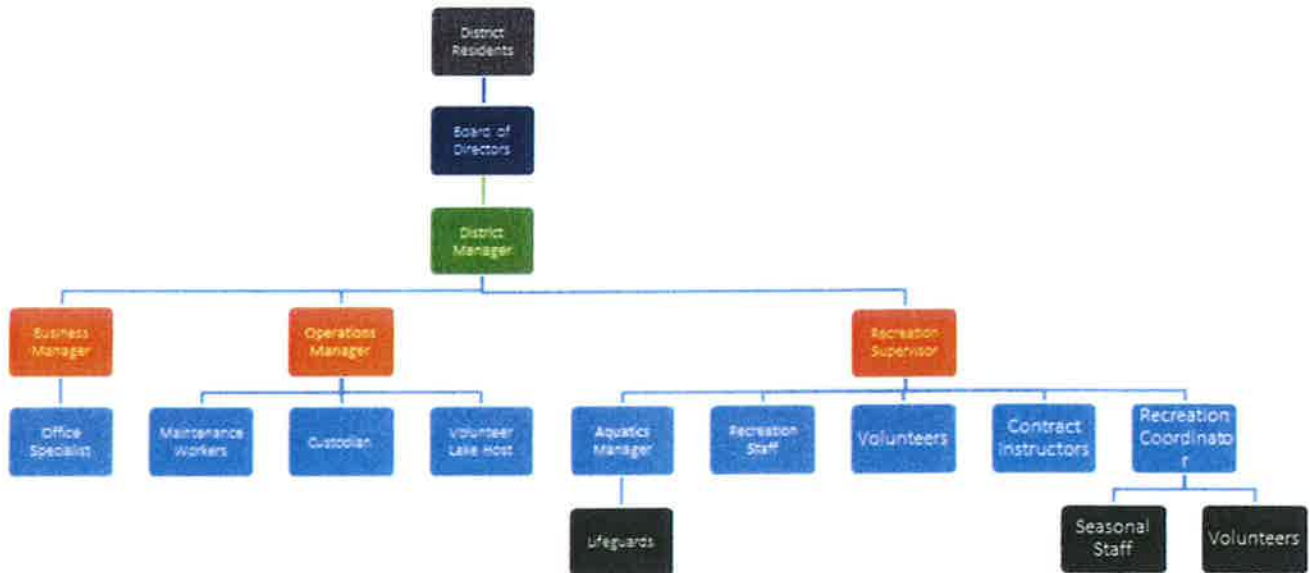 District
Residents
Board of
Directors
District
Manager
Business
Manager
Operations
Manager
Recreation
Supervisor
Office
Specialist
Maintenance
Workers
Custodian
Volunteer
Lake Host
Aquatics
Manager
Recreation
Staff
Volunteers
Contract
Instructors
Recreation
Coordinato
r
Lifeguards
Seasonal
Staff
Volunteers